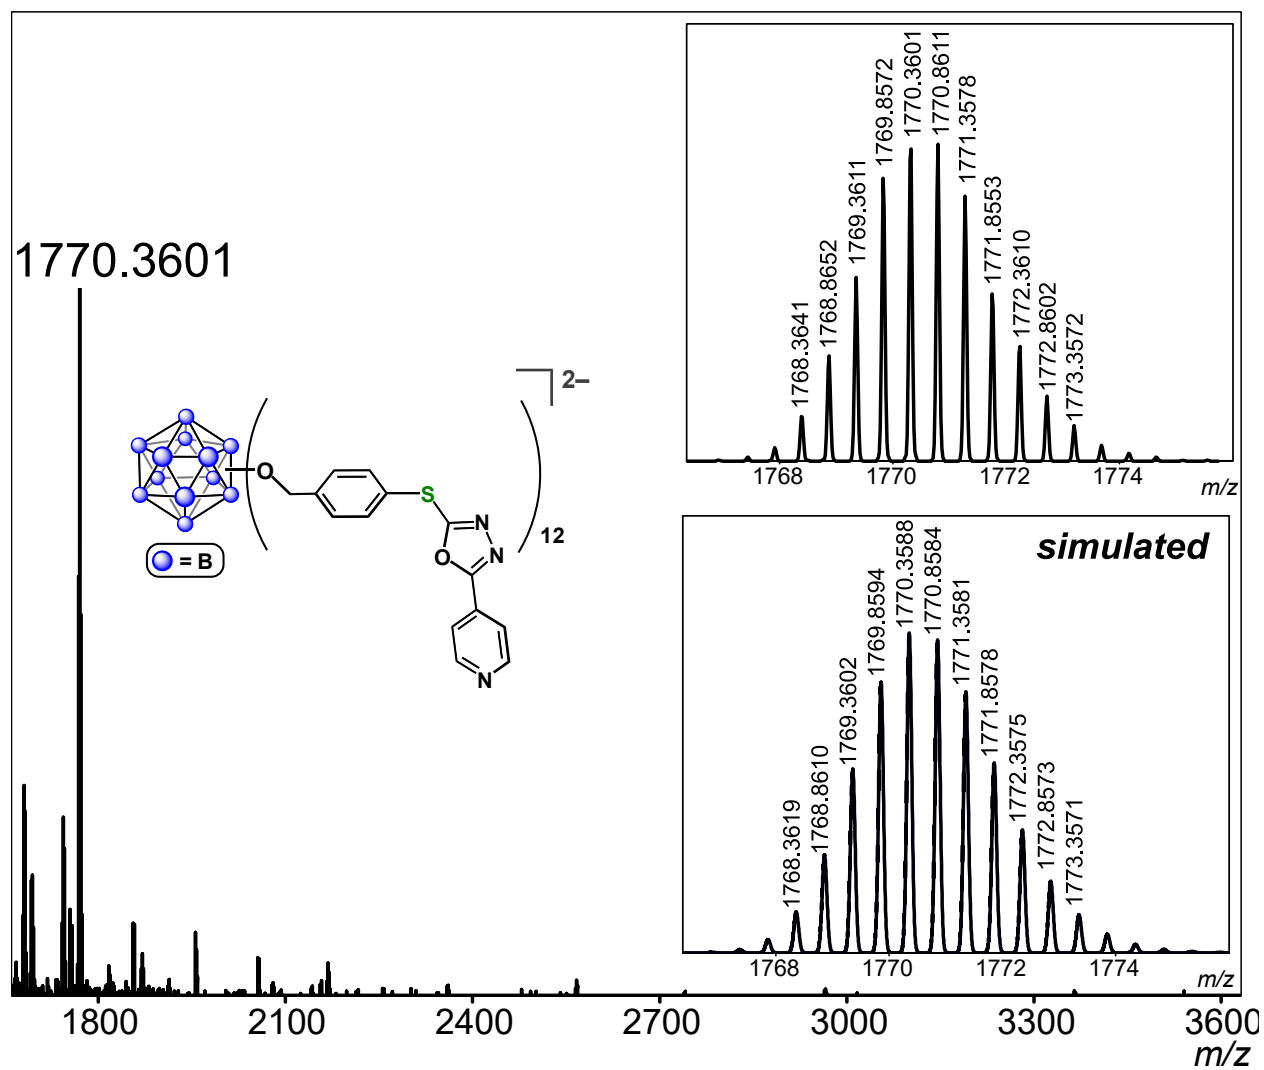 1770.3601
2–
O
S
N
N
O
N
12
= B
1768.3641
1768.8652
1769.3611
1769.8572
1770.3601
1770.8611
1771.3578
1771.8553
1772.3610
1772.8602
1773.3572
1768 1770 1772 1774
m/z
simulated
1768.3619
1768.8610
1769.3602
1769.8594
1770.3588
1770.8584
1771.3581
1771.8578
1772.3575
1772.8573
1773.3571
1768 1770 1772 1774
m/z
1800 2100 2400 2700 3000 3300 3600
m/z